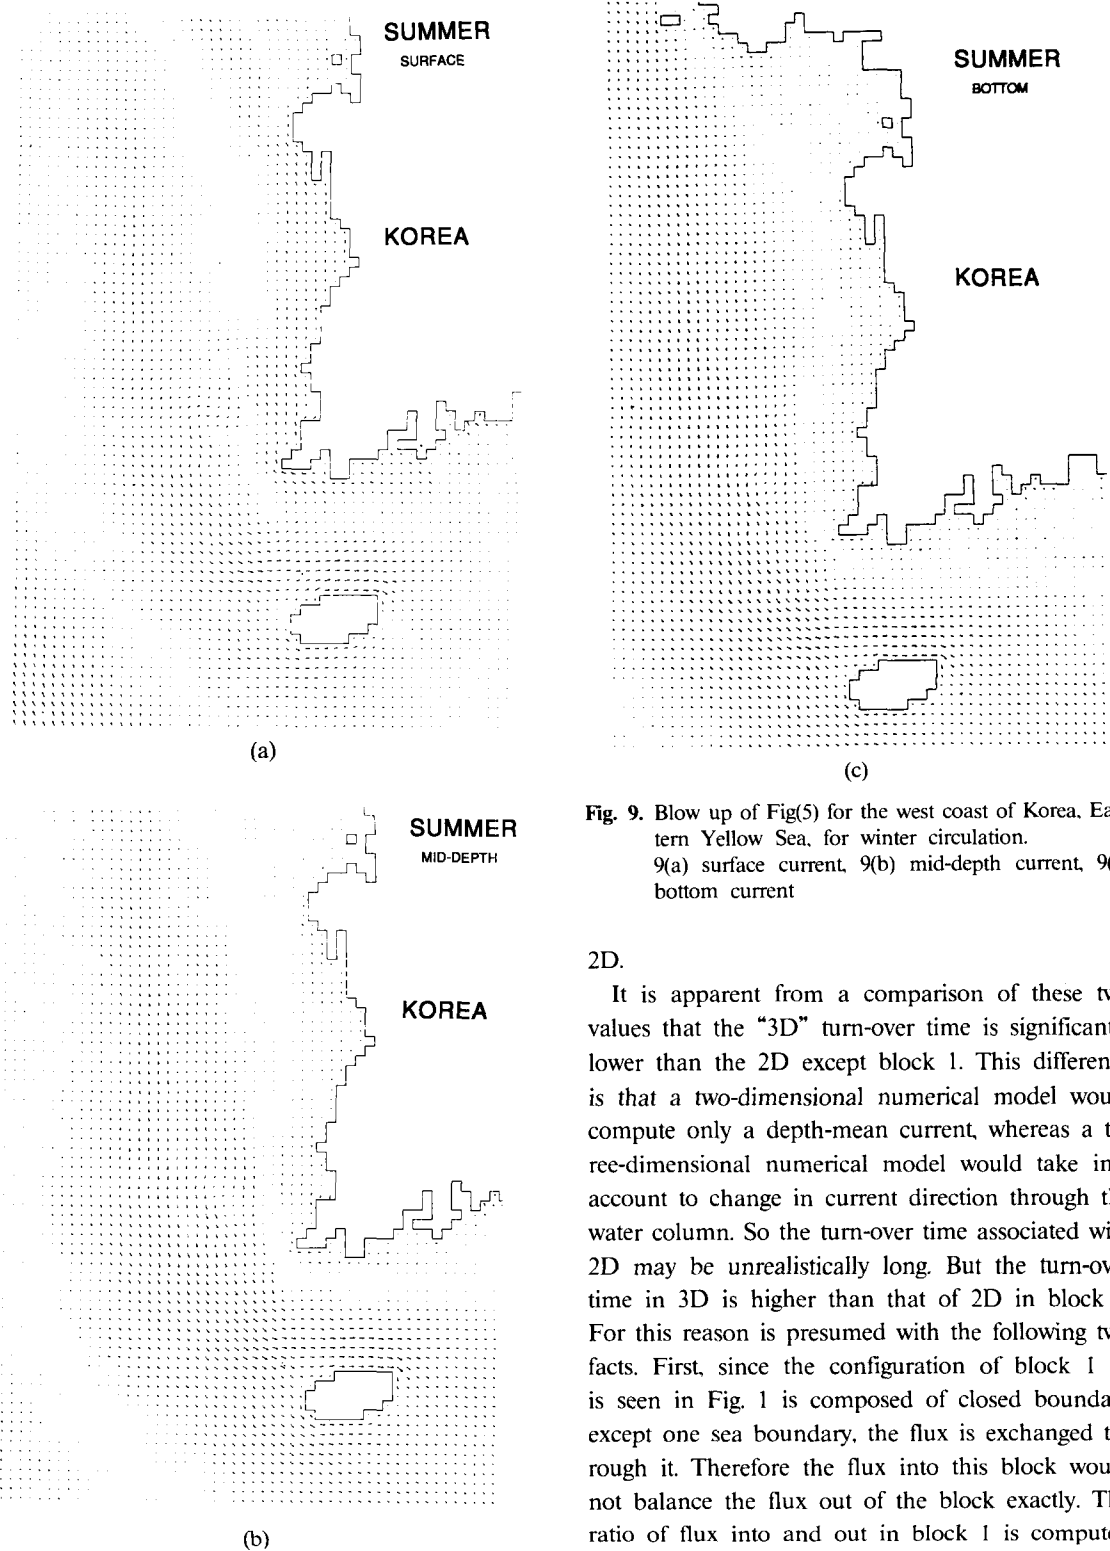 SUMMER
SURFACE
KOREA
(a)
SUMMER
MID-DEPTH
KOREA
(b)
SUMMER
BOTTOM
KOREA
(c)
Fig. 9. Blow up of Fig(5) for the west coast of Korea, Ea
tern Yellow Sea, for winter circulation.
9(a) surface current, 9(b) mid-depth current, 9(
bottom current
2D.
It is apparent from a comparison of these tw
values that the “3D” turn-over time is significant
lower than the 2D except block 1. This differen
is that a two-dimensional numerical model wou
compute only a depth-mean current, whereas a t
ree-dimensional numerical model would take in
account to change in current direction through t
water column. So the turn-over time associated wi
2D may be unrealistically long. But the turn-ov
time in 3D is higher than that of 2D in block
For this reason is presumed with the following tw
facts. First, since the configuration of block 1
is seen in Fig. 1 is composed of closed bounda
except one sea boundary, the flux is exchanged t
rough it. Therefore the flux into this block wou
not balance the flux out of the block exactly. Th
ratio of flux into and out in block 1 is compute